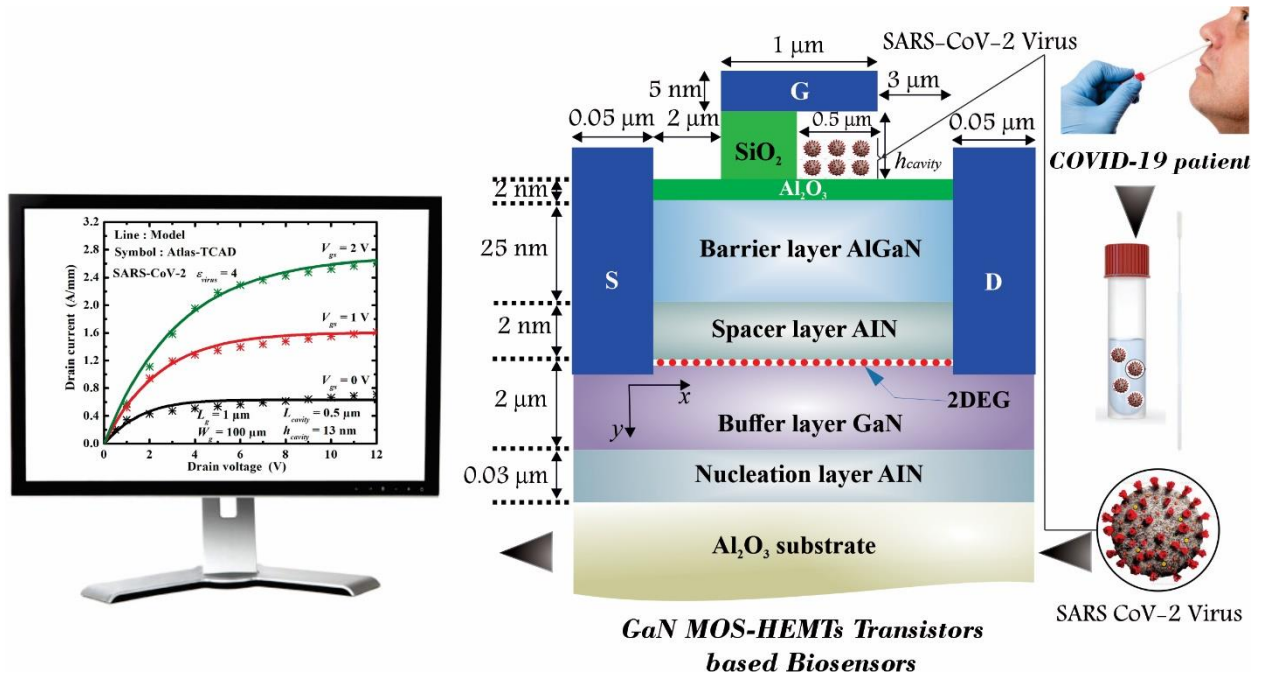 3.2
2.8
2.4
2.0
1.6
1.2
0.8
0.4
0.0
Drain current (A/mm)
Line : Model
Symbol : Atlas-TCAD
SARS-CoV-2 εvirus = 4
Vgs = 2 V
Vgs = 1 V
Vgs = 0 V
Lg = 1 µm
Lcavity = 0.5 µm
Wg = 100 µm
hcavity = 13 nm
0 2 4 6 8 10 12
Drain voltage (V)
1 µm
SARS-CoV-2 Virus
5 nm
G
3 µm
0.05 µm
2 µm
0.5 µm
0.05 µm
SiO2
hcavity
COVID-19 patient
2 nm
Al2O3
25 nm
Barrier layer AlGaN
S
D
2 nm
Spacer layer AIN
x
2DEG
2 µm
y
Buffer layer GaN
0.03 µm
Nucleation layer AIN
Al2O3 substrate
SARS CoV-2 Virus
GaN MOS-HEMTs Transistors
based Biosensors